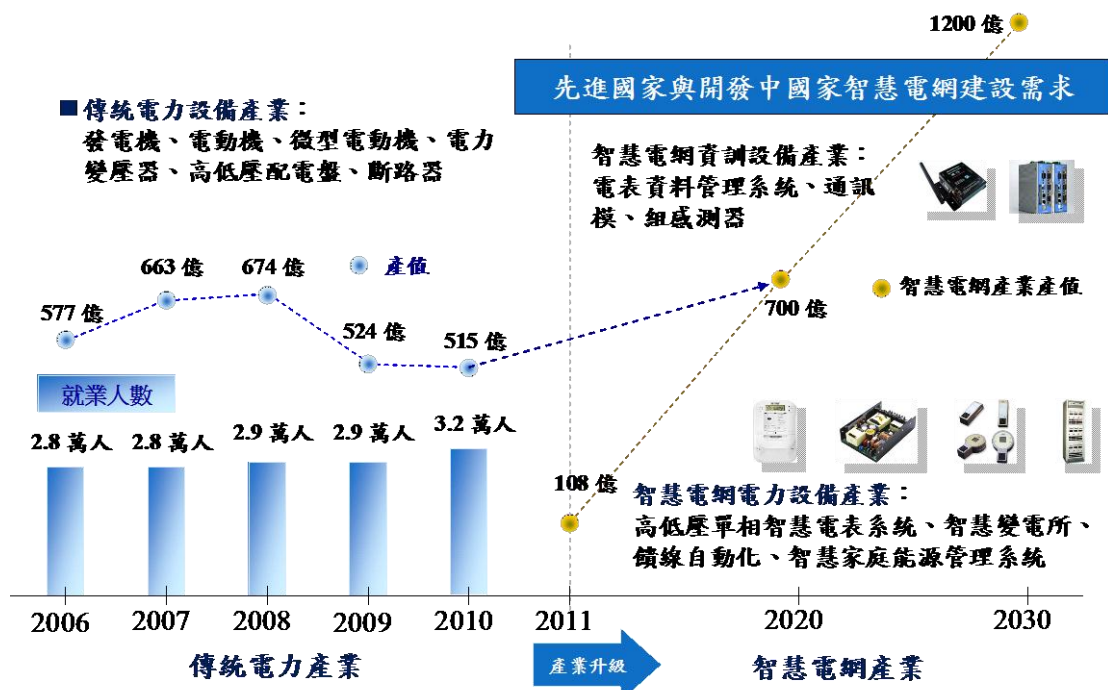 1200 億
先進國家與開發中國家智慧電網建設需求
■傳統電力設備產業：
發電機、電動機、微型電動機、電力
變壓器、高低壓配電盤、斷路器
智慧電網資訓設備產業：
電表資料管理系統、通訊
模、組感測器
577 億
663 億
674 億
524 億
515 億
產值
700 億
智慧電網產業產值
就業人數
2.8 萬人
2.8 萬人
2.9 萬人
2.9 萬人
3.2 萬人
108 億
智慧電網電力設備產業：
高低壓單相智慧電表系統、智慧變電所、
饋線自動化、智慧家庭能源管理系統
2006
2007
2008
2009
2010
2011
2020
2030
傳統電力產業
產業升級
智慧電網產業